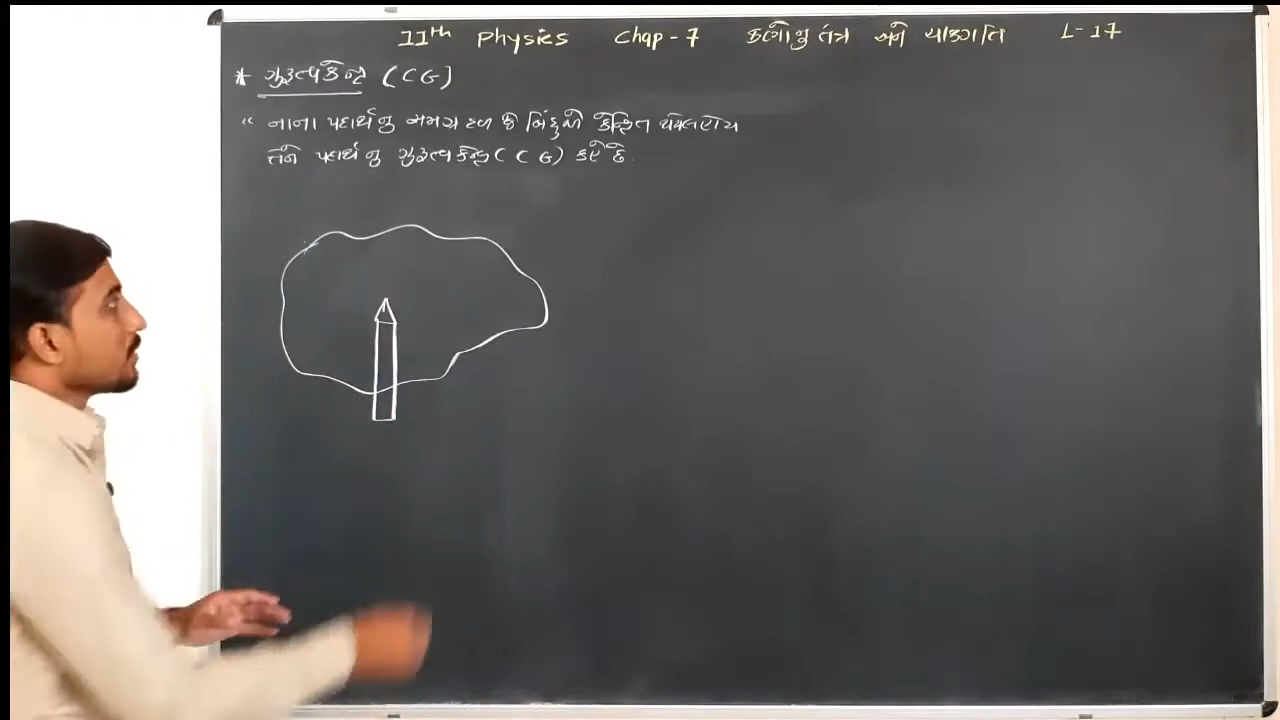 11th Physics Chap-7 કણોનુ તંત્ર અને ચાકગતિ L-17
* ગુરુત્વકેન્દ્ર (CG)
“ નાના પદાર્થનુ સમગ્ર દળ જે બિંદુએ કેન્દ્રિત થયેલ હોય
તેને પદાર્થનુ ગુરુત્વકેન્દ્ર (CG) કહે છે.